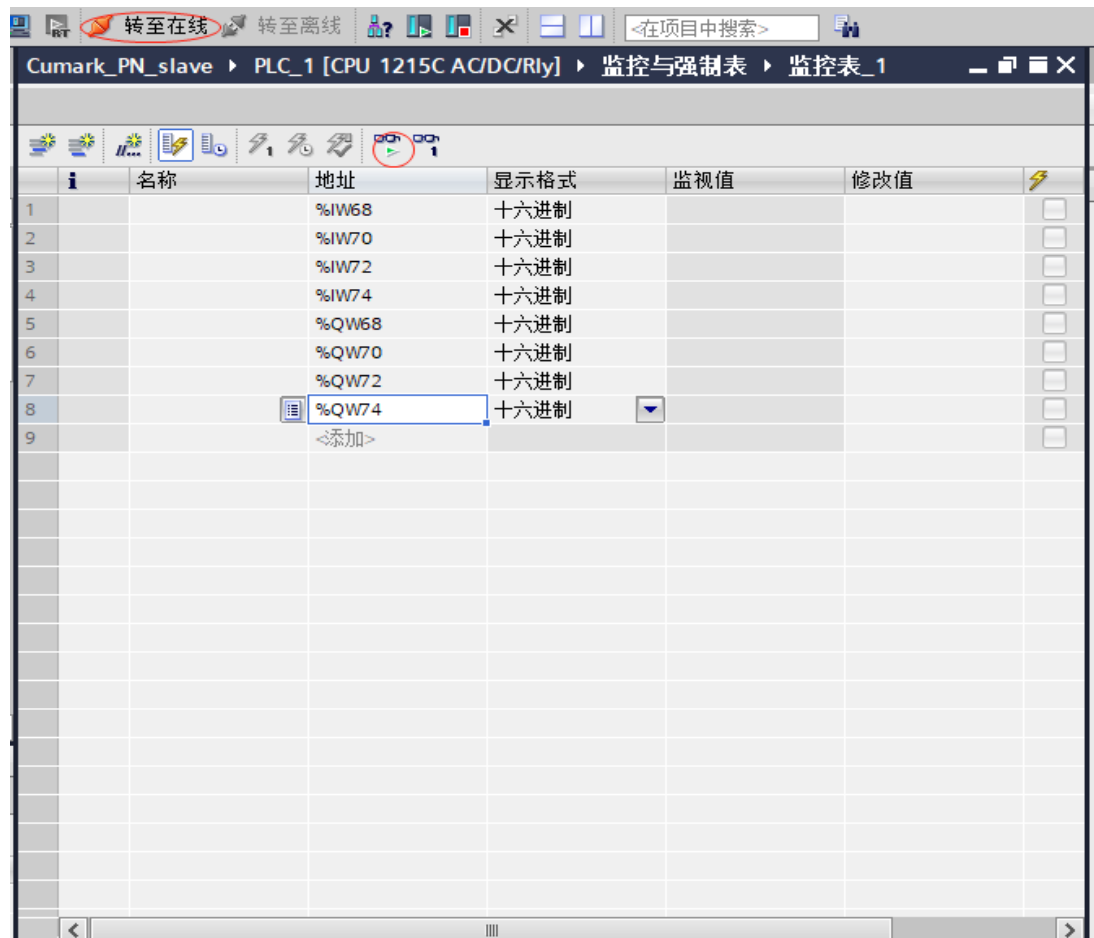 转至在线 转至离线 <在项目中搜索>
Cumark_PN_slave ▸ PLC_1 [CPU 1215C AC/DC/Rly] ▸ 监控与强制表 ▸ 监控表_1
i 名称 地址 显示格式 监视值 修改值
1 %IW68 十六进制
2 %IW70 十六进制
3 %IW72 十六进制
4 %IW74 十六进制
5 %QW68 十六进制
6 %QW70 十六进制
7 %QW72 十六进制
8 %QW74 十六进制
9 <添加>